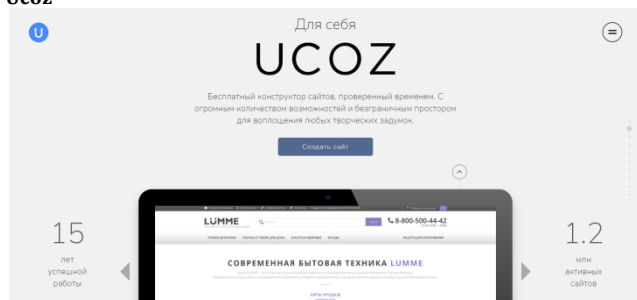 Ucoz
U
Для себя
UCOZ
Бесплатный конструктор сайтов, проверенный временем. С
огромным количеством возможностей и безграничным простором
для воплощения любых творческих задумок.
Создать сайт
15
лет
успешной
работы
1.2
млн
активных
сайтов
LUMME
8-800-500-44-42
СОВРЕМЕННАЯ БЫТОВАЯ ТЕХНИКА LUMME
ХИТЫ ПРОДАЖ